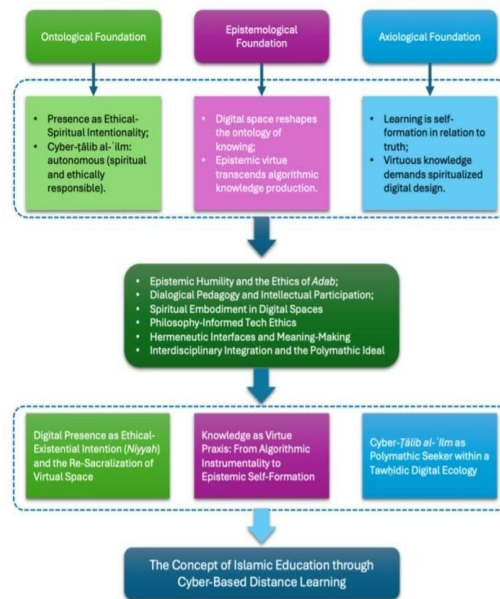 Ontological Foundation
Epistemological
Foundation
Axiological Foundation
• Presence as Ethical-
Spiritual Intentionality;
• Cyber-ṭālib al-ʿilm:
autonomous (spiritual
and ethically
responsible).
• Digital space reshapes
the ontology of
knowing;
• Epistemic virtue
transcends algorithmic
knowledge production.
• Learning is self-
formation in relation to
truth;
• Virtuous knowledge
demands spiritualized
digital design.
• Epistemic Humility and the Ethics of Adab;
• Dialogical Pedagogy and Intellectual Participation;
• Spiritual Embodiment in Digital Spaces
• Philosophy-Informed Tech Ethics
• Hermeneutic Interfaces and Meaning-Making
• Interdisciplinary Integration and the Polymathic Ideal
Digital Presence as Ethical-
Existential Intention (Niyyah)
and the Re-Sacralization of
Virtual Space
Knowledge as Virtue
Praxis: From Algorithmic
Instrumentality to
Epistemic Self-Formation
Cyber-Ṭālib al-ʿIlm as
Polymathic Seeker within a
Tawḥidic Digital Ecology
The Concept of Islamic Education through
Cyber-Based Distance Learning